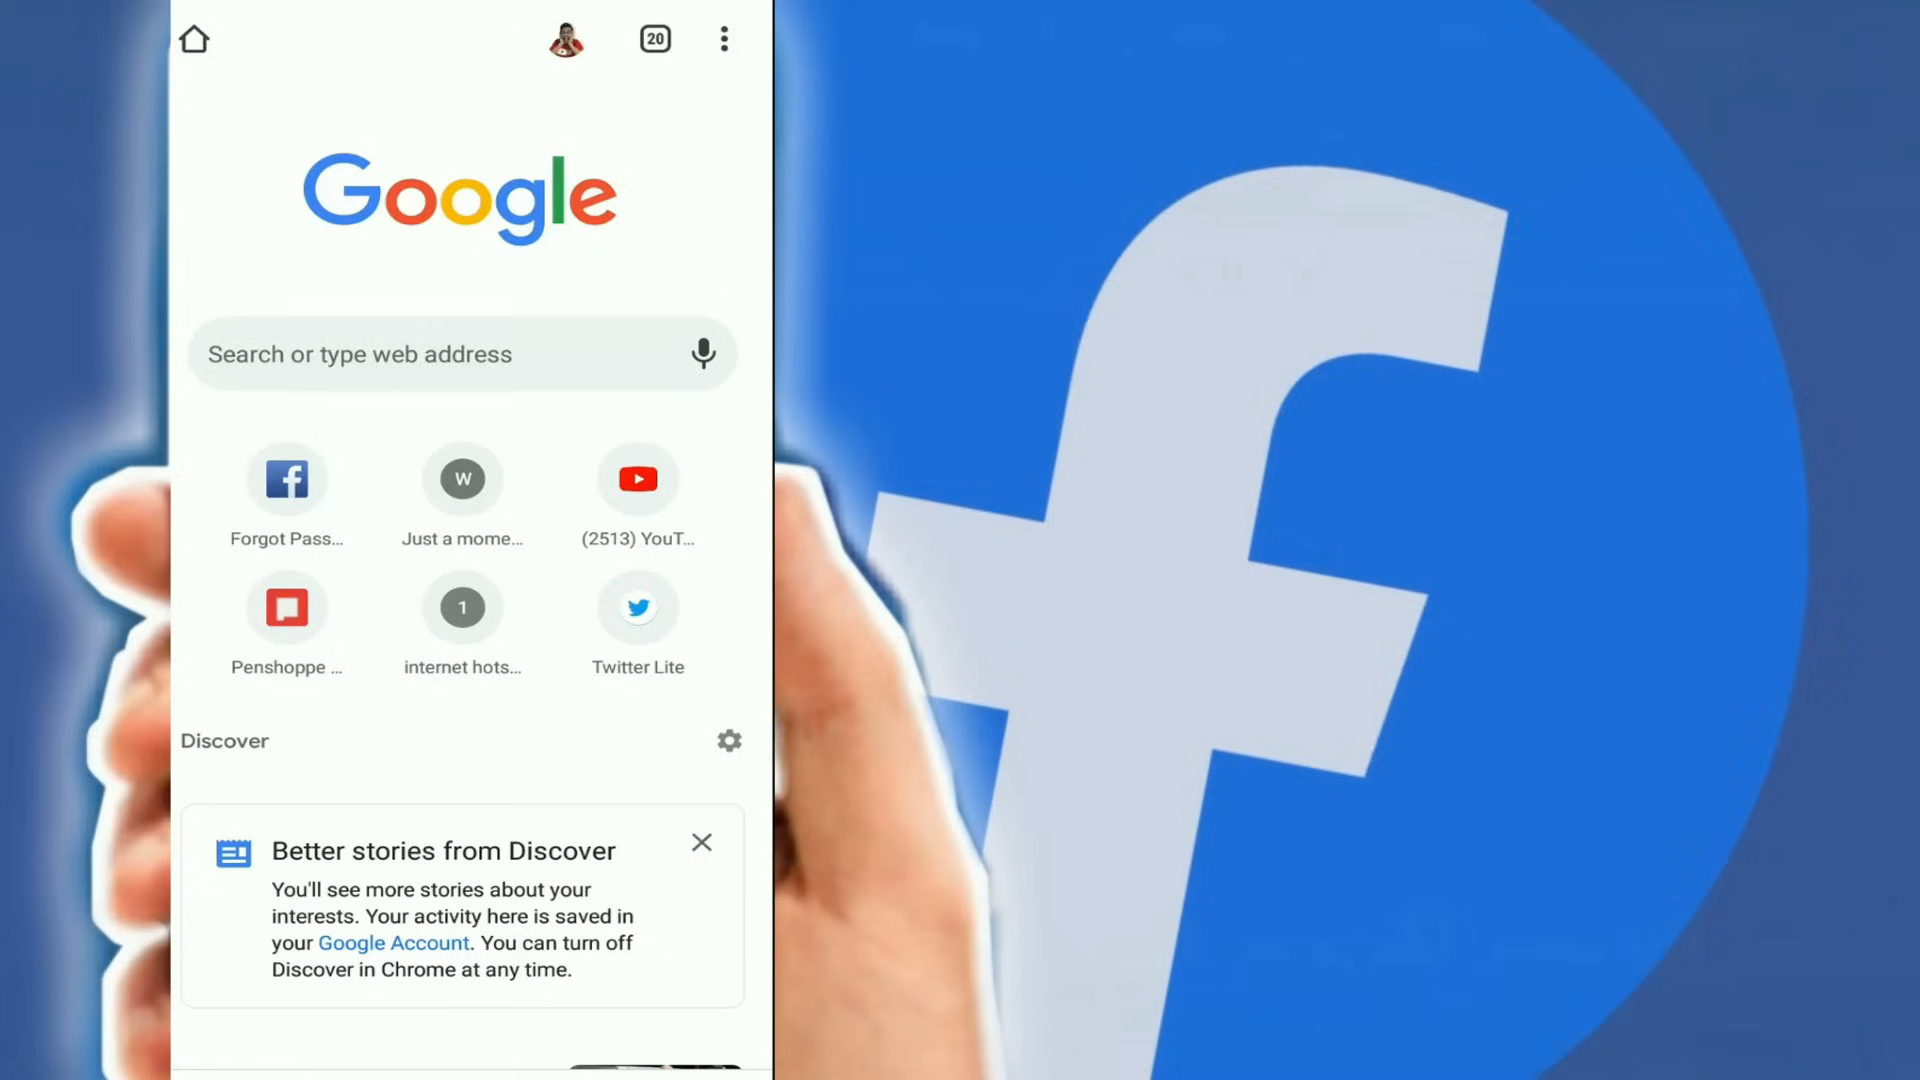 20
Google
Search or type web address
W
Forgot Pass...
Just a mome...
(2513) YouT...
1
Penshoppe ...
internet hots...
Twitter Lite
Discover
Better stories from Discover
You'll see more stories about your
interests. Your activity here is saved in
your Google Account. You can turn off
Discover in Chrome at any time.